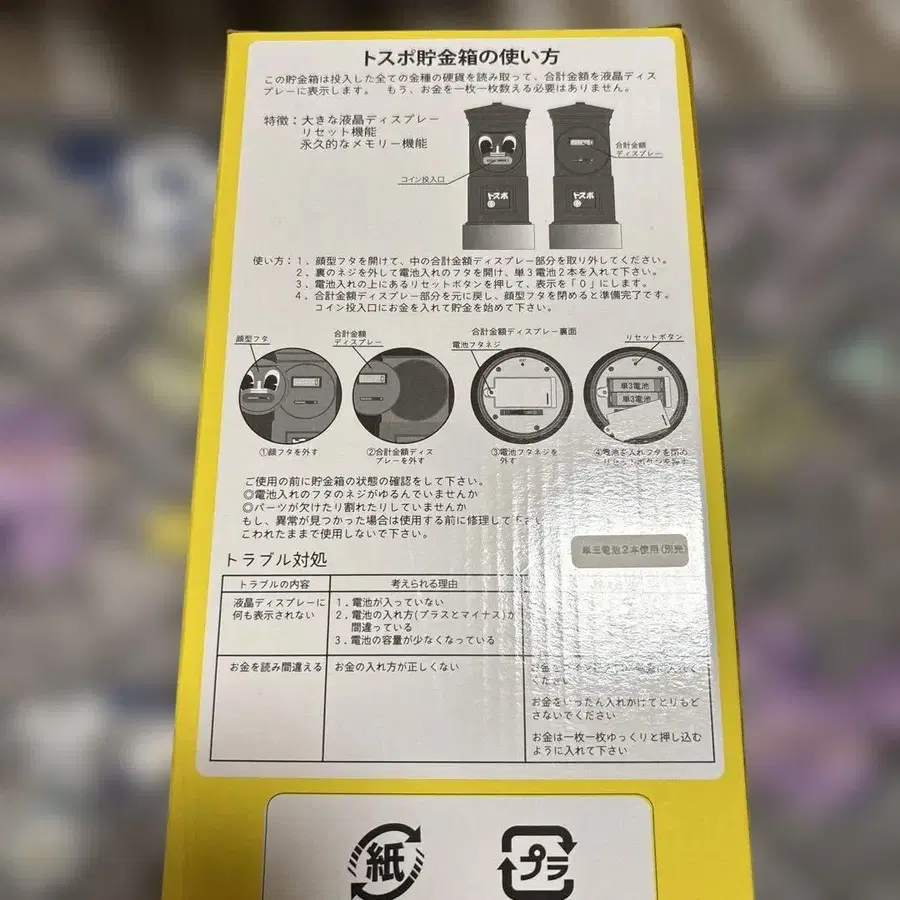 トスポ貯金箱の使い方
この貯金箱は投入した全ての金種の硬貨を読み取って、合計金額を液晶ディス
プレーに表示します。 もう、お金を一枚一枚数える必要はありません。
特徴：大きな液晶ディスプレー
リセット機能
永久的なメモリー機能
コイン投入口
合計金額
ディスプレー
トスポ
トスポ
使い方：1．顔型フタを開けて、中の合計金額ディスプレー部分を取り外してください。
2．裏のネジを外して電池入れのフタを開け、単3電池2本を入れて下さい。
3．電池入れの上にあるリセットボタンを押して、表示を「0」にします。
4．合計金額ディスプレー部分を元に戻し、顔型フタを閉めると準備完了です。
コイン投入口にお金を入れて貯金を始めて下さい。
顔型フタ
合計金額
ディスプレー
合計金額ディスプレー裏面
電池フタネジ
リセットボタン
単3電池
単3電池
①顔フタを外す
②合計金額ディス
プレーを外す
③電池フタネジを
外す
④電池を入れフタを閉め
リセットボタンを押す
ご使用の前に貯金箱の状態の確認をして下さい。
◎電池入れのフタのネジがゆるんでいませんか
◎パーツが欠けたり割れたりしていませんか
もし、異常が見つかった場合は使用する前に修理して下さい
こわれたままで使用しないで下さい。
単三電池2本使用(別売)
トラブル対処
トラブルの内容
考えられる理由
液晶ディスプレーに
何も表示されない
1．電池が入っていない
2．電池の入れ方(プラスとマイナス)が
間違っている
3．電池の容量が少なくなっている
お金を読み間違える
お金の入れ方が正しくない
ください
お金をいったん入れかけてとりもど
さないでください
お金は一枚一枚ゆっくりと押し込む
ように入れて下さい
紙
プラ